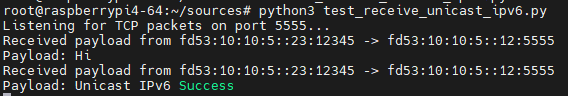 root@raspberrypi4-64:~/sources# python3 test_receive_unicast_ipv6.py
Listening for TCP packets on port 5555...
Received payload from fd53:10:10:5::23:12345 -> fd53:10:10:5::12:5555
Payload: Hi
Received payload from fd53:10:10:5::23:12345 -> fd53:10:10:5::12:5555
Payload: Unicast IPv6 Success